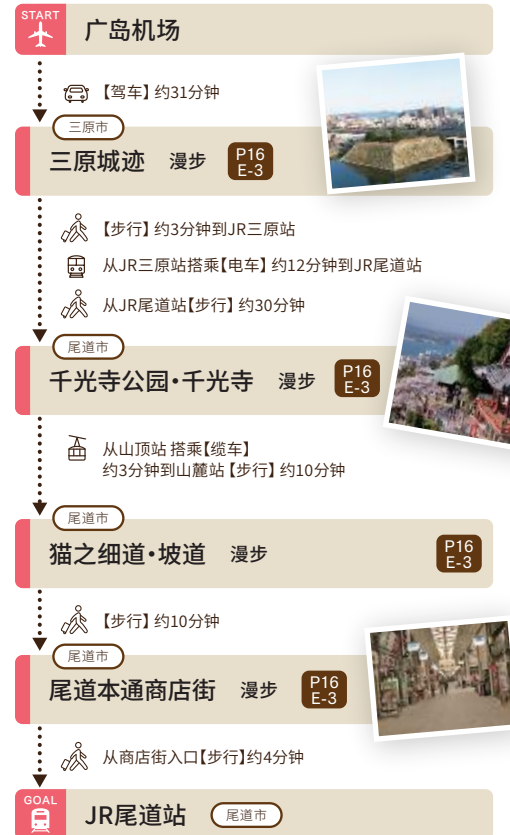 START
广岛机场
【驾车】约31分钟
三原市
三原城迹 漫步 P16 E-3
【步行】约3分钟到JR三原站
从JR三原站搭乘【电车】约12分钟到JR尾道站
从JR尾道站【步行】约30分钟
尾道市
千光寺公园·千光寺 漫步 P16 E-3
从山顶站 搭乘【缆车】
约3分钟到山麓站【步行】约10分钟
尾道市
猫之细道·坡道 漫步 P16 E-3
【步行】约10分钟
尾道市
尾道本通商店街 漫步 P16 E-3
从商店街入口【步行】约4分钟
GOAL
JR尾道站 尾道市